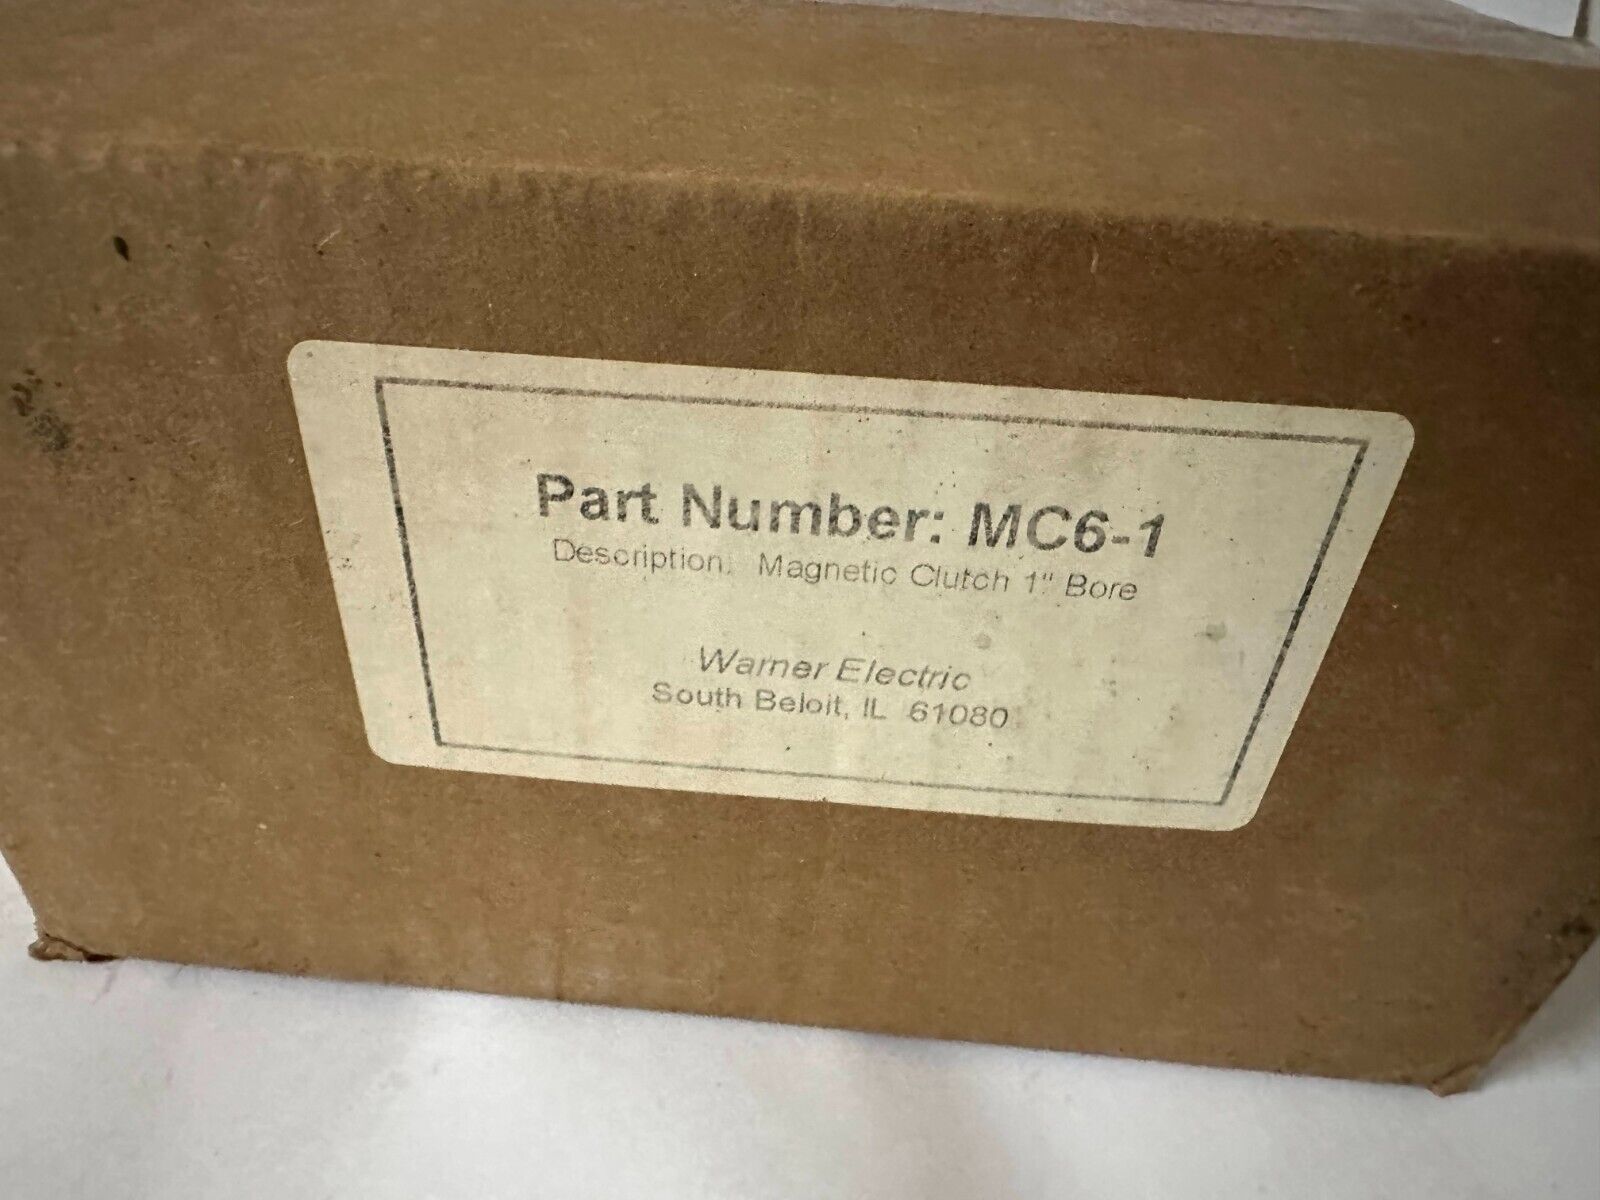 Part Number: MC6-1
Description: Magnetic Clutch 1" Bore
Warner Electric
South Beloit, IL 61080